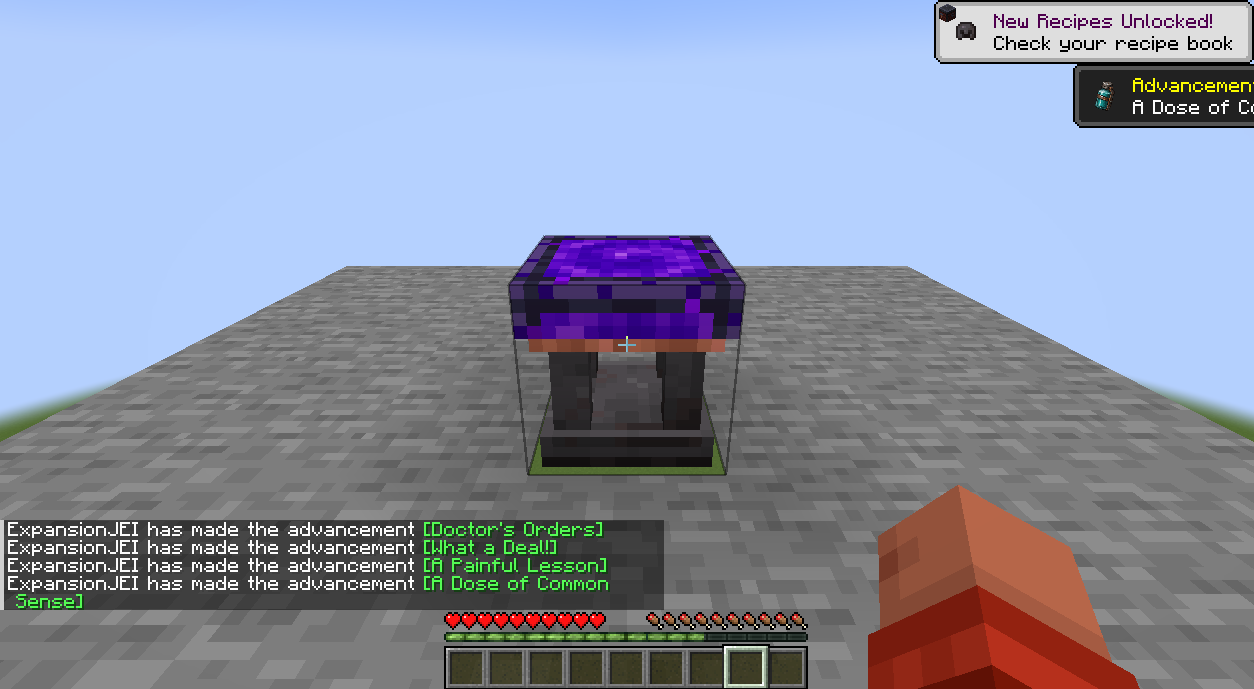 New Recipes Unlocked!
Check your recipe book
Advancemen
A Dose of Co
ExpansionJEI has made the advancement [Doctor's Orders]
ExpansionJEI has made the advancement [What a Deal!]
ExpansionJEI has made the advancement [A Painful Lesson]
ExpansionJEI has made the advancement [A Dose of Common
Sense]